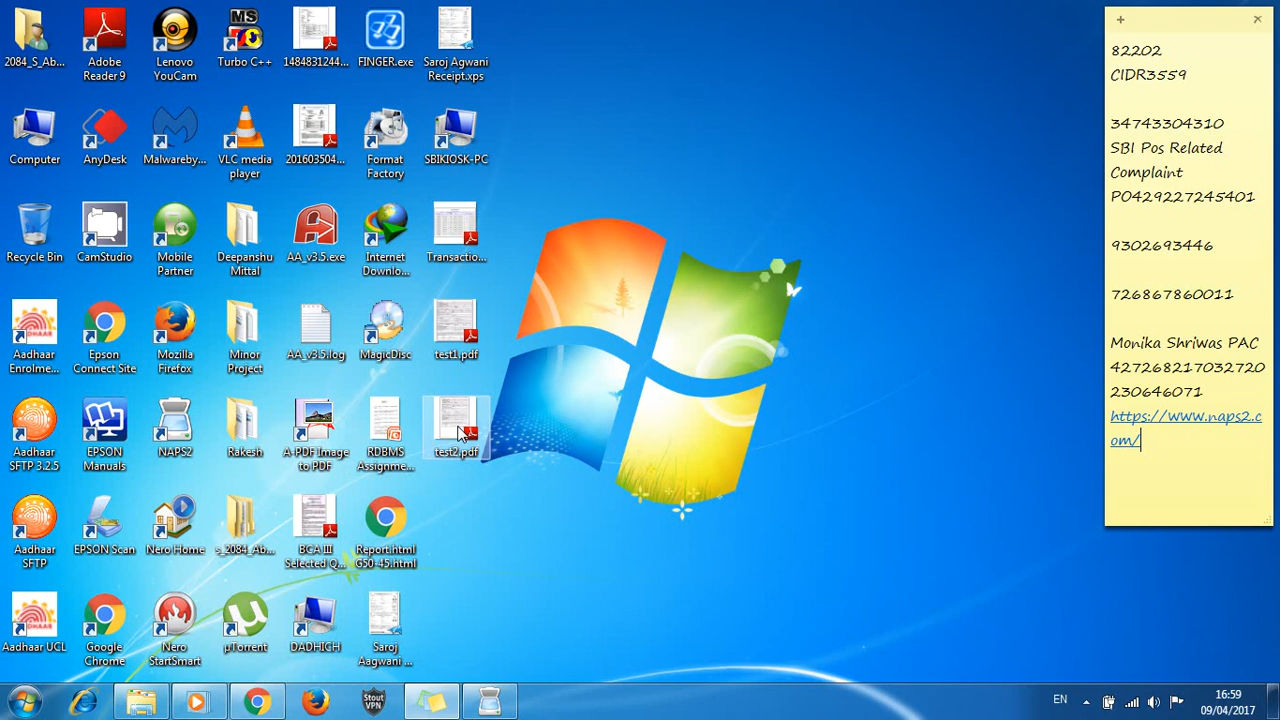 2084_S_Ab...
Adobe
Reader 9
Lenovo
YouCam
MS
Turbo C++
1484831244...
FINGER.exe
Saroj Agwani
Receipt.xps
Computer
AnyDesk
Malwareby...
VLC media
player
201603504...
Format
Factory
SBIKIOSK-PC
Recycle Bin
CamStudio
Mobile
Partner
Deepanshu
Mittal
AA_v3.5.exe
Internet
Downlo...
Transactio...
AADHAAR
Aadhaar
Enrolme...
Epson
Connect Site
Mozilla
Firefox
Minor
Project
AA_v3.5.log
MagicDisc
test1.pdf
Aadhaar
SFTP 3.2.5
EPSON
Manuals
NAPS2
Rakesh
A-PDF Image
to PDF
RDBMS
Assignme...
test2.pdf
Aadhaar
SFTP
EPSON Scan
Nero Home
s_2084_Ab...
BCA III
Selected Q...
Report.html
G50-45.html
AADHAAR
Aadhaar UCL
Google
Chrome
Nero
StartSmart
µTorrent
DADHICH
Saroj
Aagwani ...
82202
CIDR3559
34743304310
SBI Pos Related
Complaint
PO428227245401
9302693446
726867860011
Monika Shriwas PAC
427268217032720
230646071
https://www.naps2.c
om/
Stout
VPN
EN
16:59
09/04/2017